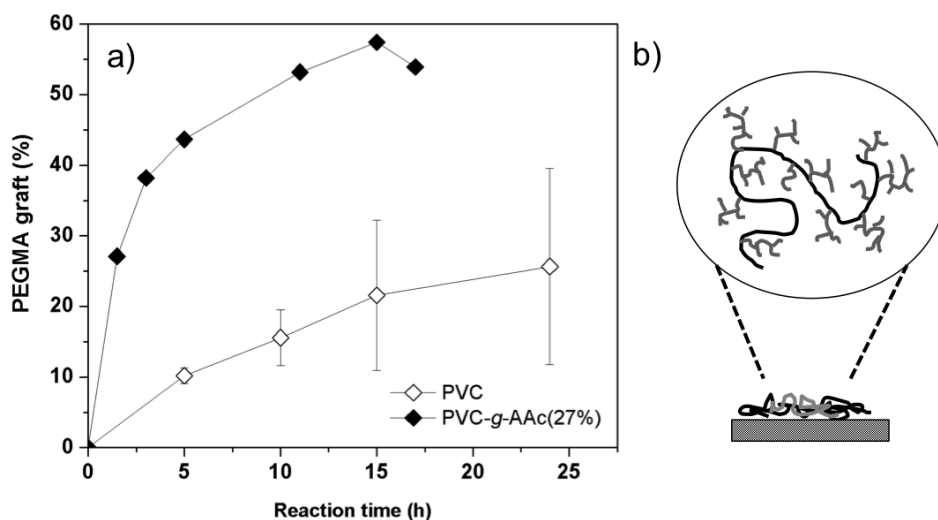 a)
b)
PEGMA graft (%)
60
50
40
30
20
10
0
PVC
PVC-g-AAc(27%)
0 5 10 15 20 25
Reaction time (h)